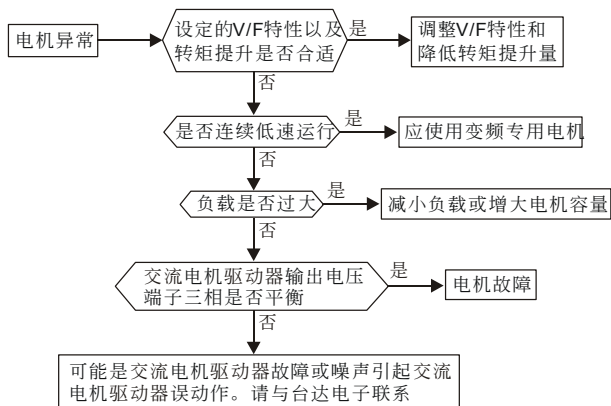 电机异常
设定的V/F特性以及
转矩提升是否合适
是
调整V/F特性和
降低转矩提升量
否
是否连续低速运行
是
应使用变频专用电机
否
负载是否过大
是
减小负载或增大电机容量
否
交流电机驱动器输出电压
端子三相是否平衡
是
电机故障
否
可能是交流电机驱动器故障或噪声引起交流
电机驱动器误动作。请与台达电子联系